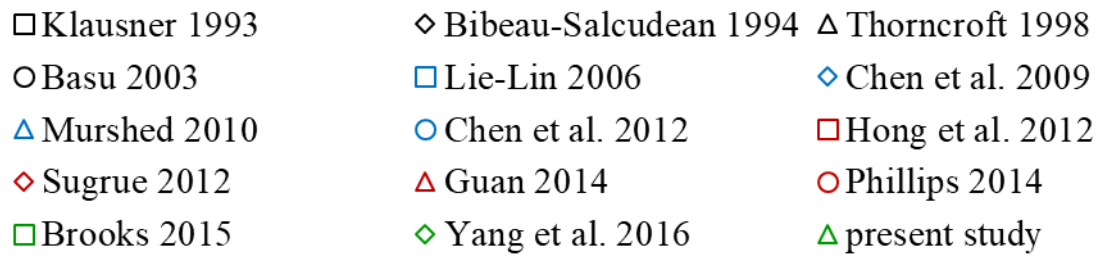 Klausner 1993 Bibeau-Salcudean 1994 Thorncroft 1998
Basu 2003 Lie-Lin 2006 Chen et al. 2009
Murshed 2010 Chen et al. 2012 Hong et al. 2012
Sugrue 2012 Guan 2014 Phillips 2014
Brooks 2015 Yang et al. 2016 present study